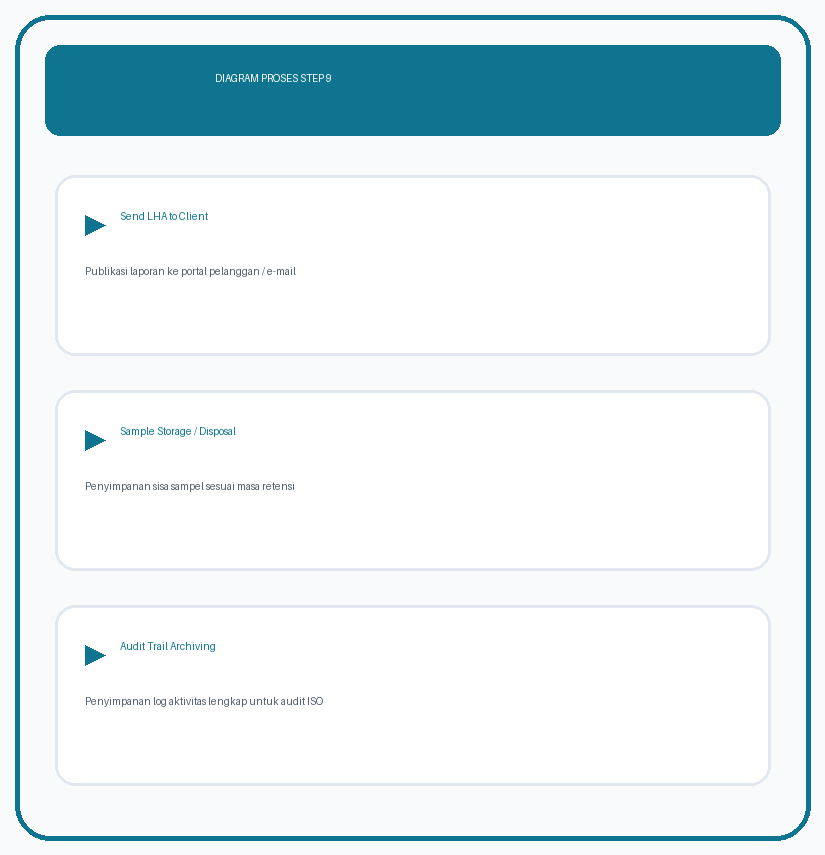 DIAGRAM PROSES STEP 9
Send LHA to Client
Publikasi laporan ke portal pelanggan / e-mail
Sample Storage / Disposal
Penyimpanan sisa sampel sesuai masa retensi
Audit Trail Archiving
Penyimpanan log aktivitas lengkap untuk audit ISO